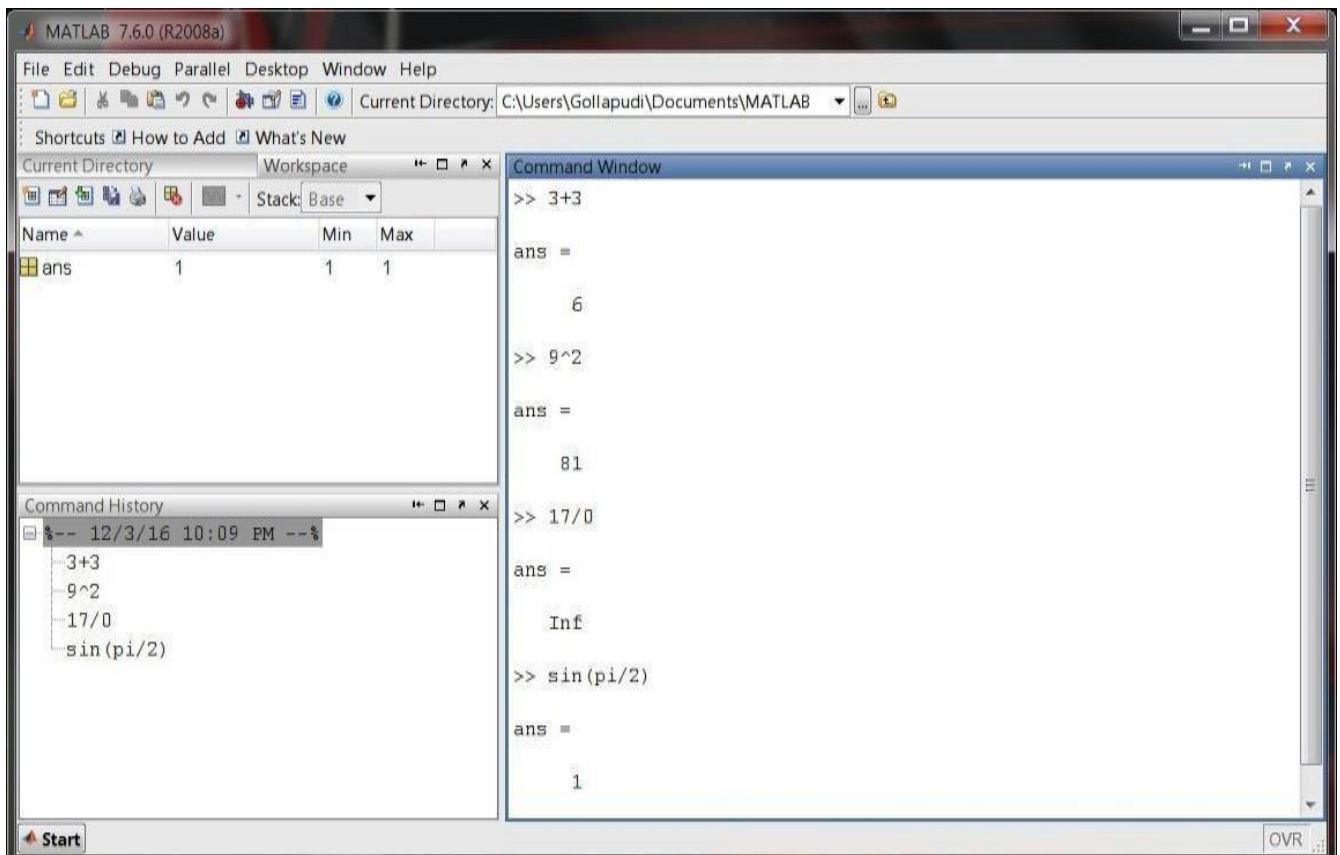 MATLAB 7.6.0 (R2008a)
File Edit Debug Parallel Desktop Window Help
Current Directory: C:\Users\Gollapudi\Documents\MATLAB ...
Shortcuts How to Add What's New
Current Directory Workspace
Stack: Base
Name Value Min Max
ans 1 1 1
Command History
%-- 12/3/16 10:09 PM --%
3+3
9^2
17/0
sin(pi/2)
Command Window
>> 3+3
ans =
6
>> 9^2
ans =
81
>> 17/0
ans =
Inf
>> sin(pi/2)
ans =
1
Start
OVR